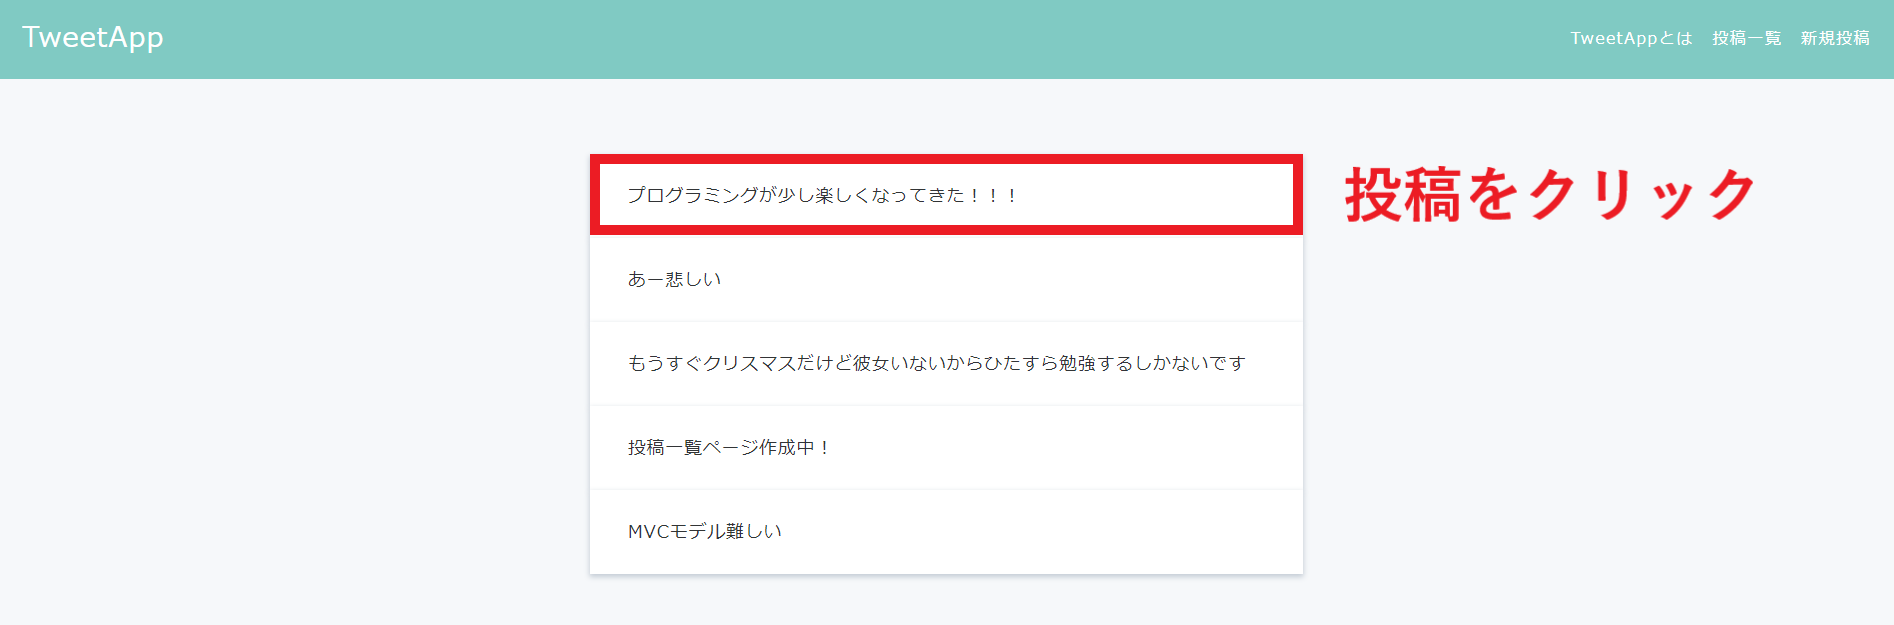 TweetApp
TweetAppとは 投稿一覧 新規投稿
プログラミングが少し楽しくなってきた！！！
投稿をクリック
あー悲しい
もうすぐクリスマスだけど彼女いないからひたすら勉強するしかないです
投稿一覧ページ作成中！
MVCモデル難しい